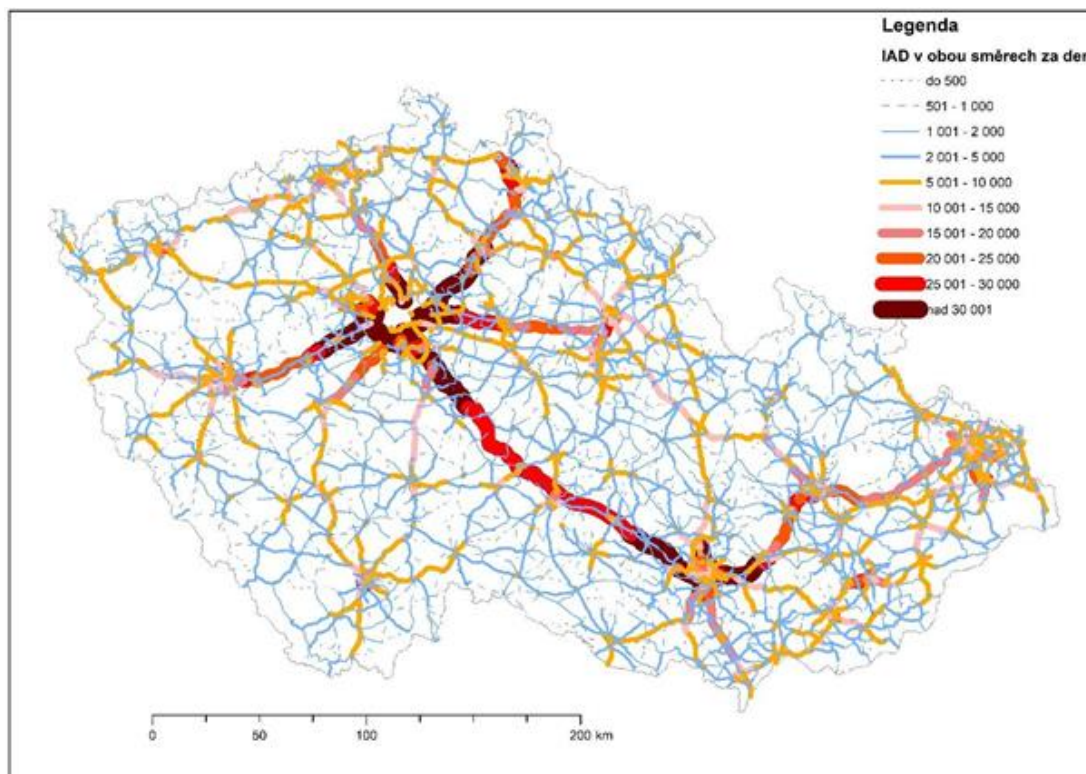 Legenda
IAD v obou směrech za den
do 500
501 - 1 000
1 001 - 2 000
2 001 - 5 000
5 001 - 10 000
10 001 - 15 000
15 001 - 20 000
20 001 - 25 000
25 001 - 30 000
nad 30 001
0 50 100 200 km